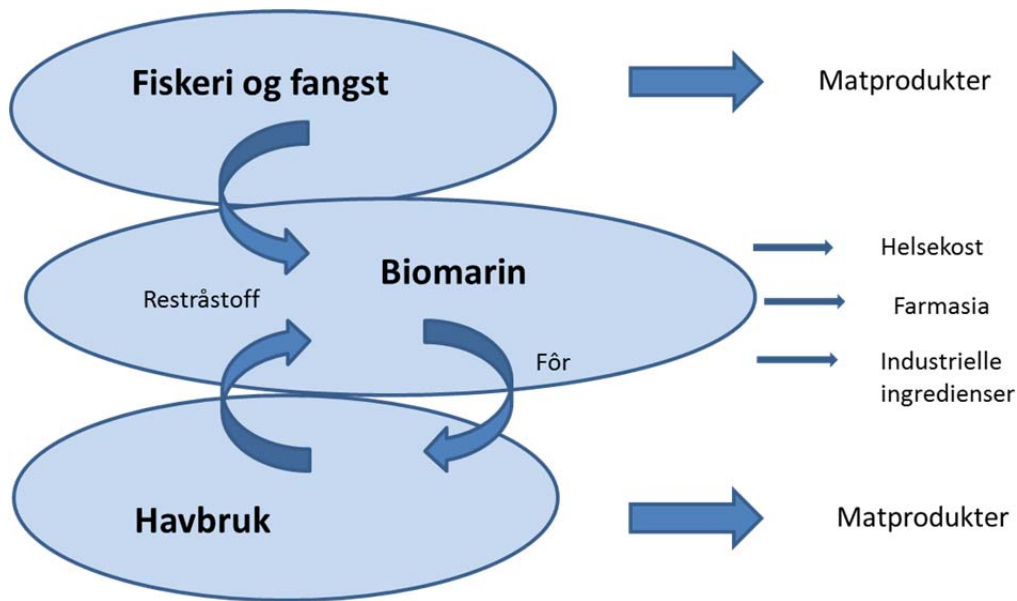 Fiskeri og fangst
Matprodukter
Biomarin
Restråstoff
Fôr
Helsekost
Farmasia
Industrielle
ingredienser
Havbruk
Matprodukter